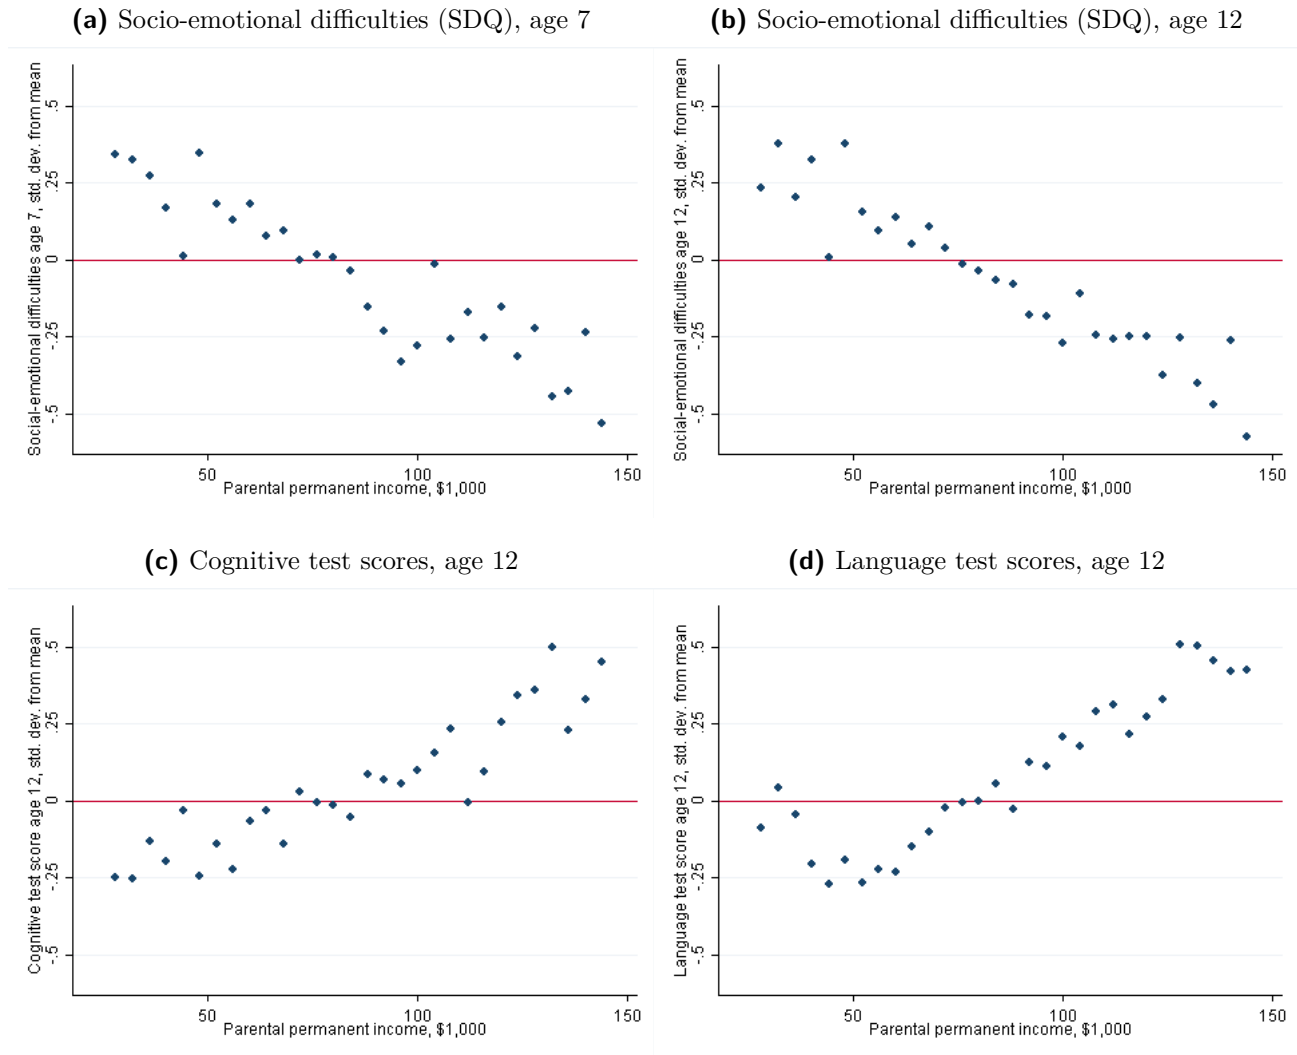 (a) Socio-emotional difficulties (SDQ), age 7
Social-emotional difficulties age 7, std. dev. from mean
.5
.25
0
-.25
-.5
50
100
150
Parental permanent income, $1,000
(b) Socio-emotional difficulties (SDQ), age 12
Social-emotional difficulties age 12, std. dev. from mean
.5
.25
0
-.25
-.5
50
100
150
Parental permanent income, $1,000
(c) Cognitive test scores, age 12
Cognitive test score age 12, std. dev. from mean
.5
.25
0
-.25
-.5
50
100
150
Parental permanent income, $1,000
(d) Language test scores, age 12
Language test score age 12, std. dev. from mean
.5
.25
0
-.25
-.5
50
100
150
Parental permanent income, $1,000